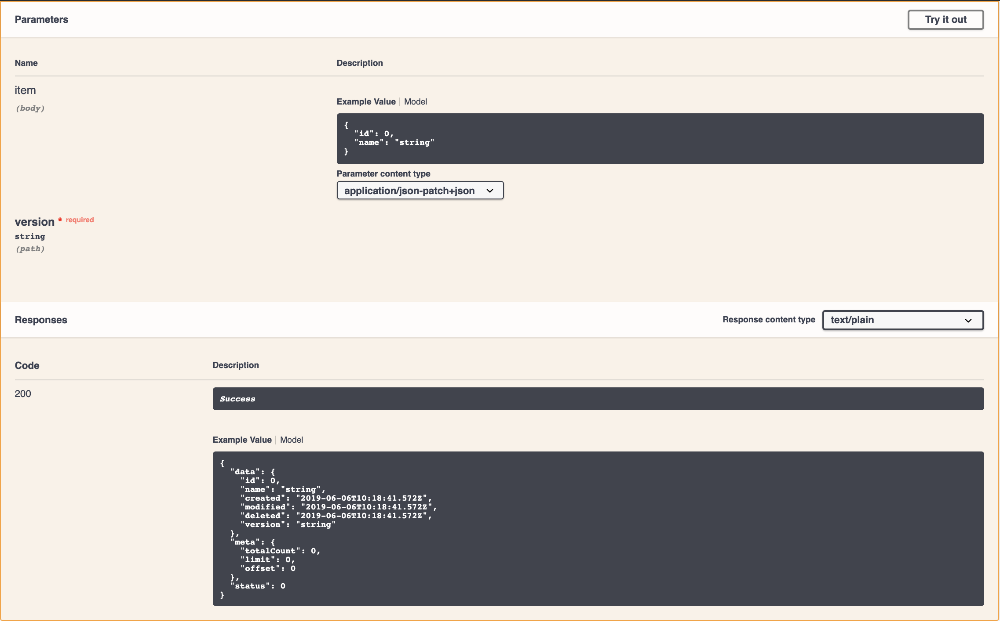 Parameters
Try it out
Name Description
item
(body)
Example Value | Model
{
  "id": 0,
  "name": "string"
}
Parameter content type
application/json-patch+json
version * required
string
(path)
Responses
Response content type text/plain
Code Description
200
Success
Example Value | Model
{
  "data": {
    "id": 0,
    "name": "string",
    "created": "2019-06-06T10:18:41.572Z",
    "modified": "2019-06-06T10:18:41.572Z",
    "deleted": "2019-06-06T10:18:41.572Z",
    "version": "string"
  },
  "meta": {
    "totalCount": 0,
    "limit": 0,
    "offset": 0
  },
  "status": 0
}